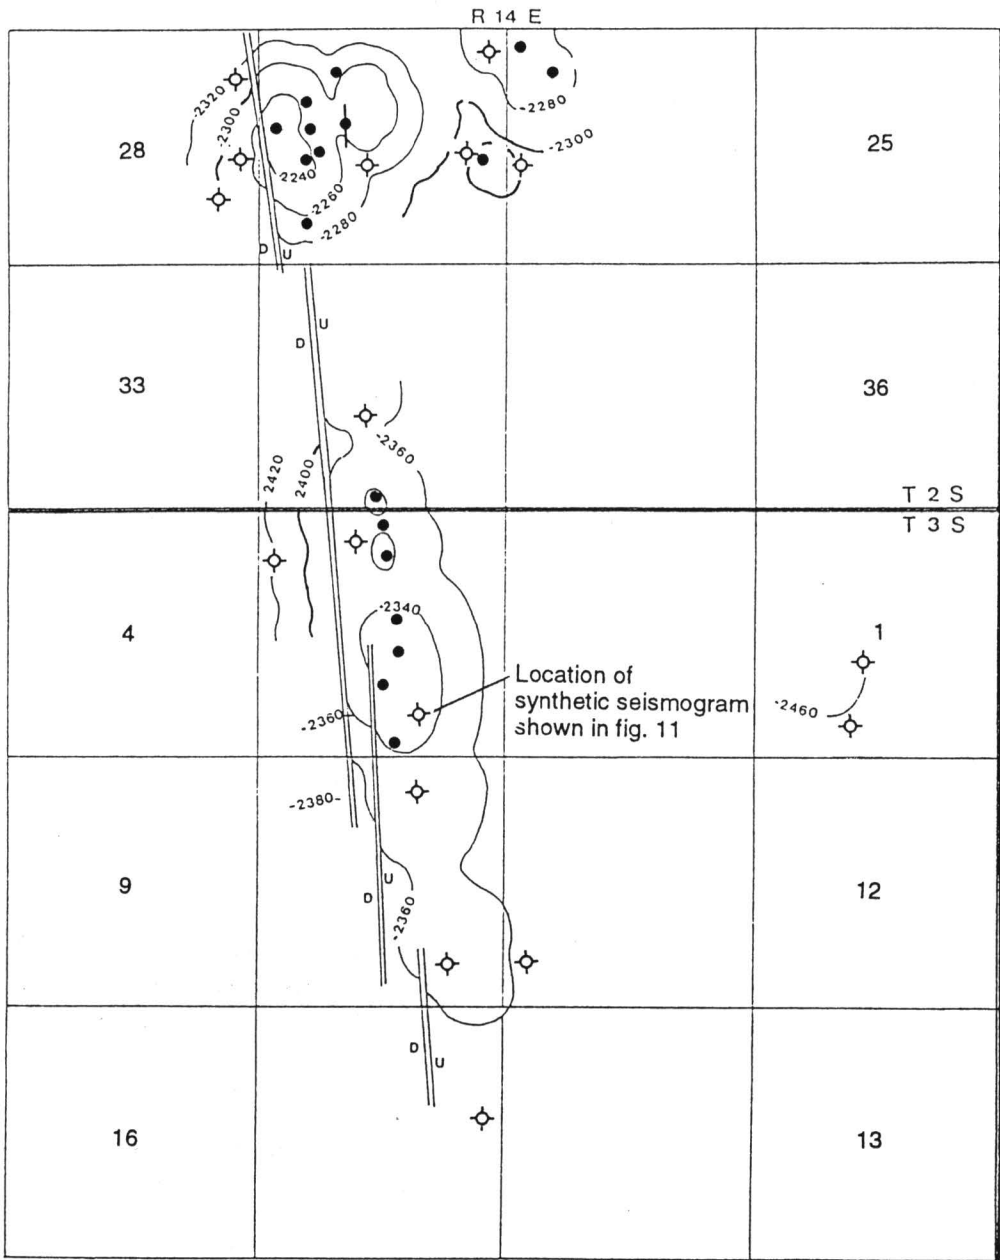 R 14 E
-2320
-2300
-2280
-2300
28
25
2240
-2260
-2280
D U
U
D
33
36
-2360
2420
2400
T 2 S
T 3 S
-2340
4
1
Location of
synthetic seismogram
shown in fig. 11
-2360
-2460
-2380-
U
9
D
12
-2360
D
U
16
13